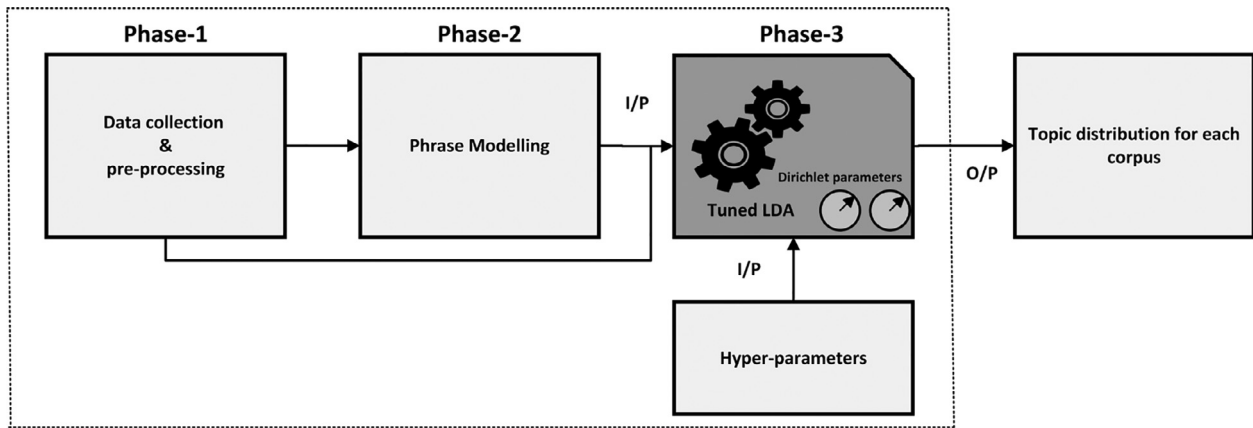 Phase-1
Phase-2
Phase-3
Data collection
&
pre-processing
Phrase Modelling
I/P
Dirichlet parameters
Tuned LDA
O/P
Topic distribution for each
corpus
I/P
Hyper-parameters